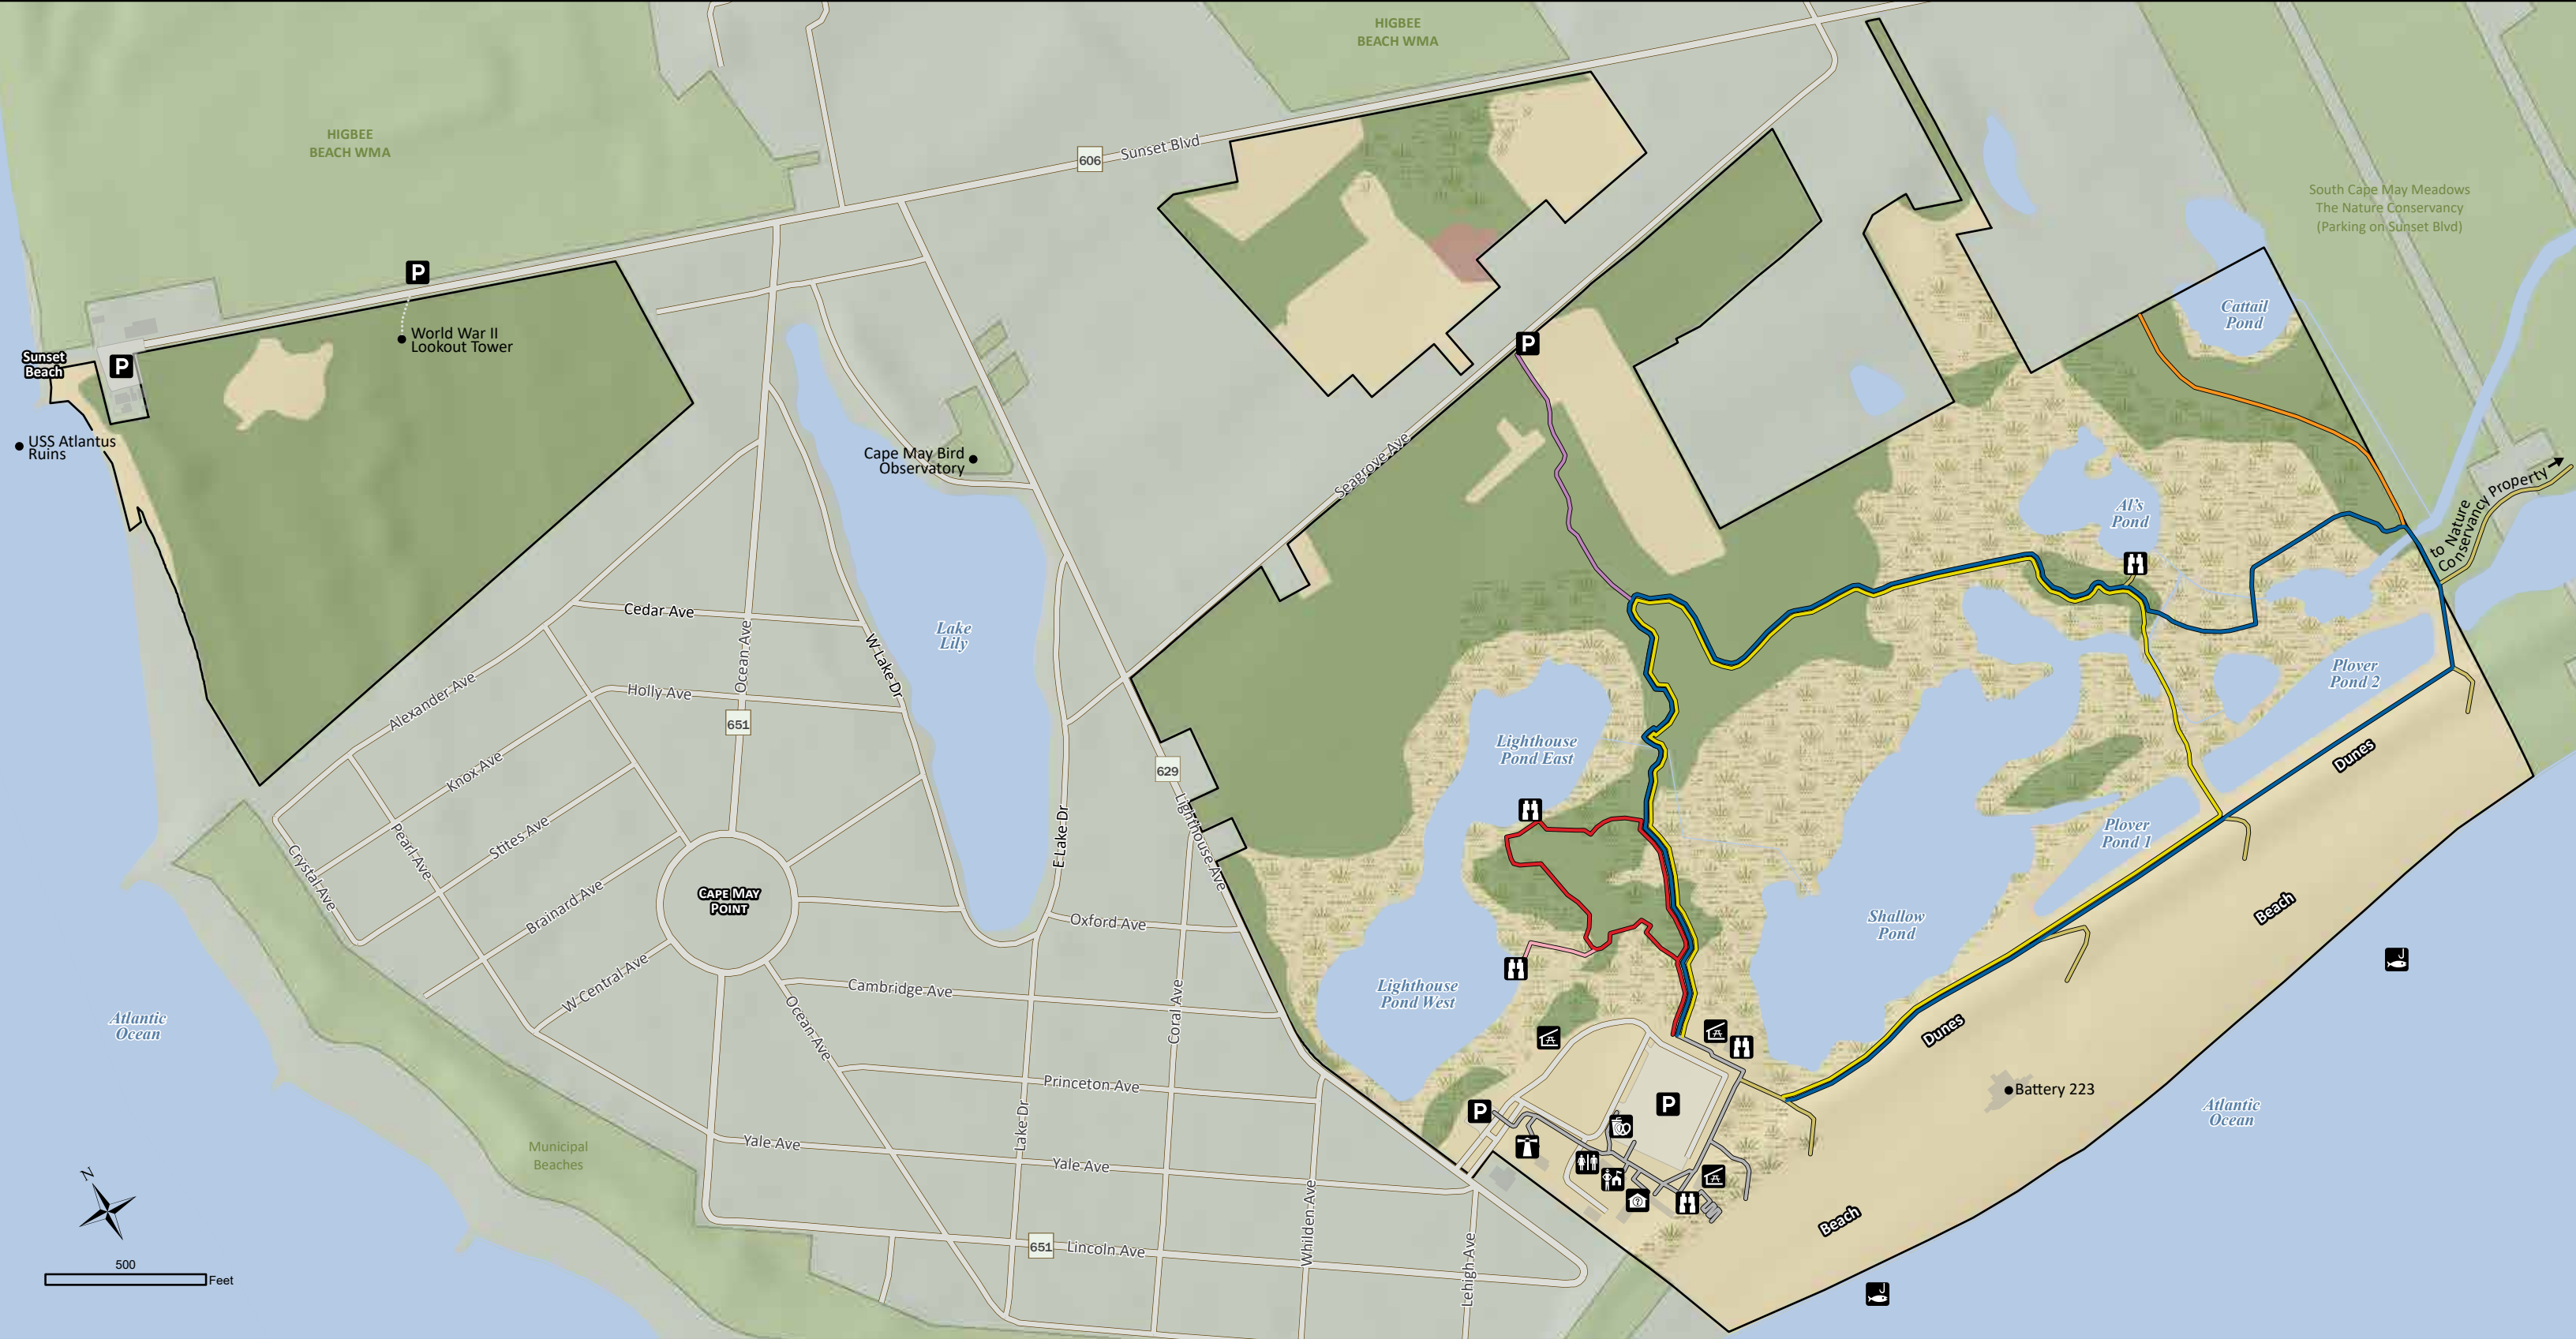 HIGBEE
BEACH WMA
HIGBEE
BEACH WMA
606
Sunset Blvd
South Cape May Meadows
The Nature Conservancy
(Parking on Sunset Blvd)
P
World War II
Lookout Tower
Sunset
Beach
P
USS Atlantus
Ruins
Cape May Bird
Observatory
P
Seagrove Ave
Cattail
Pond
Al's
Pond
to Nature
Conservancy Property
Cedar Ave
Ocean Ave
W Lake Dr
Lake
Lily
Alexander Ave
Holly Ave
651
Knox Ave
Pearl Ave
Stites Ave
Crystal Ave
Brainard Ave
W Central Ave
CAPE MAY
POINT
E Lake Dr
629
Lighthouse Ave
Oxford Ave
Cambridge Ave
Ocean Ave
Coral Ave
Princeton Ave
Lake Dr
Yale Ave
Yale Ave
Whilden Ave
651
Lincoln Ave
Lehigh Ave
Lighthouse
Pond East
Lighthouse
Pond West
Shallow
Pond
Plover
Pond 2
Plover
Pond 1
Dunes
Dunes
Beach
Beach
Battery 223
P
P
Atlantic
Ocean
Atlantic
Ocean
Municipal
Beaches
N
500
Feet